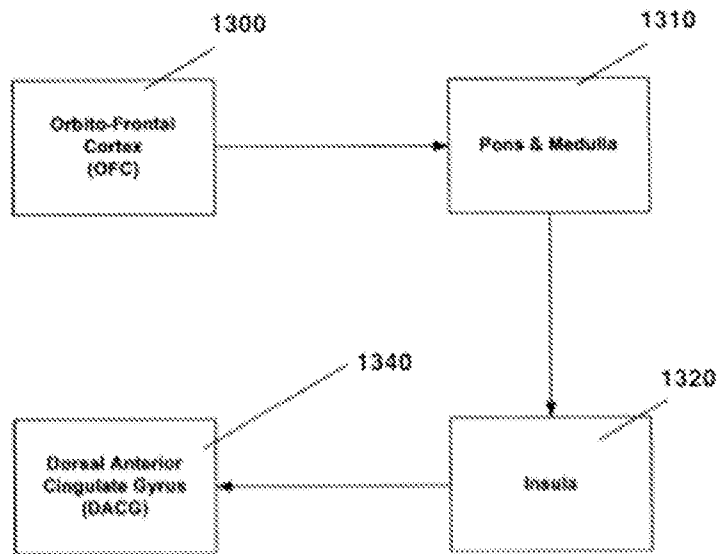 1300
1310
Orbito-Frontal
Cortex
(OFC)
Pons & Medulla
1340
1320
Dorsal Anterior
Cingulate Gyrus
(DACG)
Insula